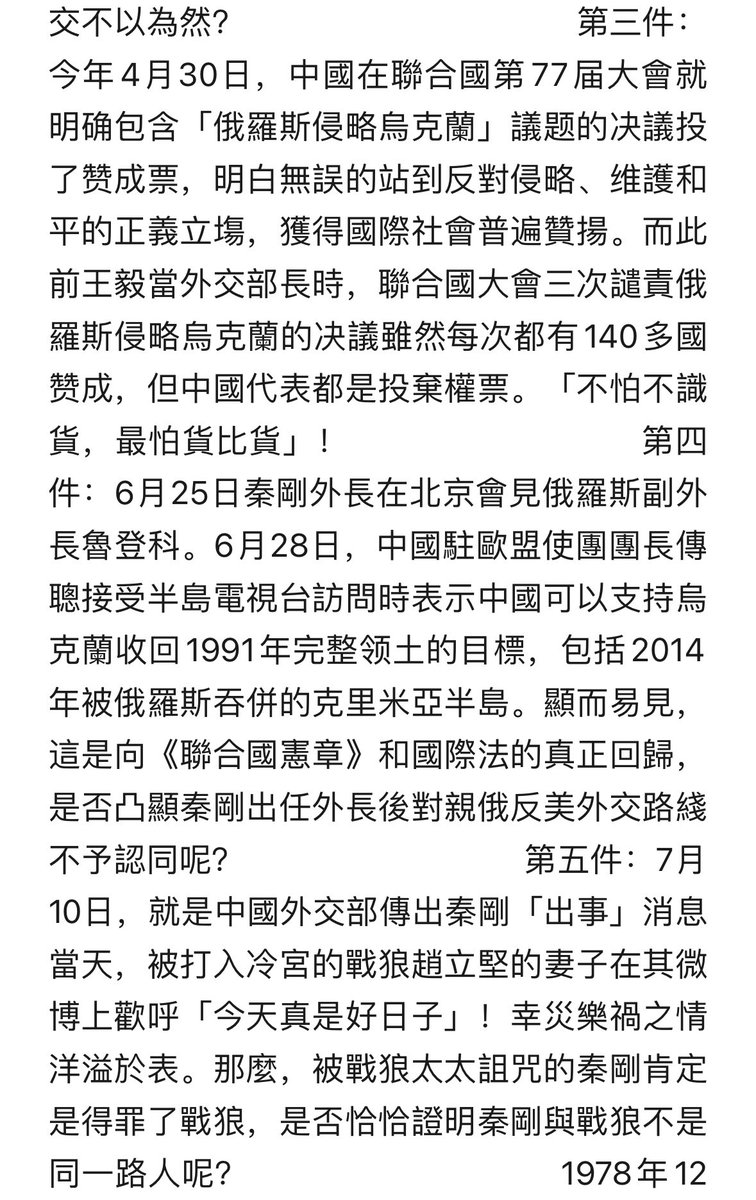 交不以為然？ 第三件：
今年4月30日，中國在聯合國第77届大會就
明确包含「俄羅斯侵略烏克蘭」議题的决議投
了赞成票，明白無誤的站到反對侵略、维護和
平的正義立塲，獲得國際社會普遍贊揚。而此
前王毅當外交部長時，聯合國大會三次譴責俄
羅斯侵略烏克蘭的决議雖然每次都有140多國
赞成，但中國代表都是投棄權票。「不怕不識
貨，最怕貨比貨」！ 第四
件：6月25日秦剛外長在北京會見俄羅斯副外
長魯登科。6月28日，中國駐歐盟使團團長傅
聰接受半島電視台訪問時表示中國可以支持烏
克蘭收回1991年完整领土的目標，包括2014
年被俄羅斯吞併的克里米亞半島。顯而易見，
這是向《聯合國憲章》和國際法的真正回歸，
是否凸顯秦剛出任外長後對親俄反美外交路綫
不予認同呢？ 第五件：7月
10日，就是中國外交部傳出秦剛「出事」消息
當天，被打入冷宮的戰狼趙立堅的妻子在其微
博上歡呼「今天真是好日子」！幸災樂禍之情
洋溢於表。那麼，被戰狼太太詛咒的秦剛肯定
是得罪了戰狼，是否恰恰證明秦剛與戰狼不是
同一路人呢？ 1978年12